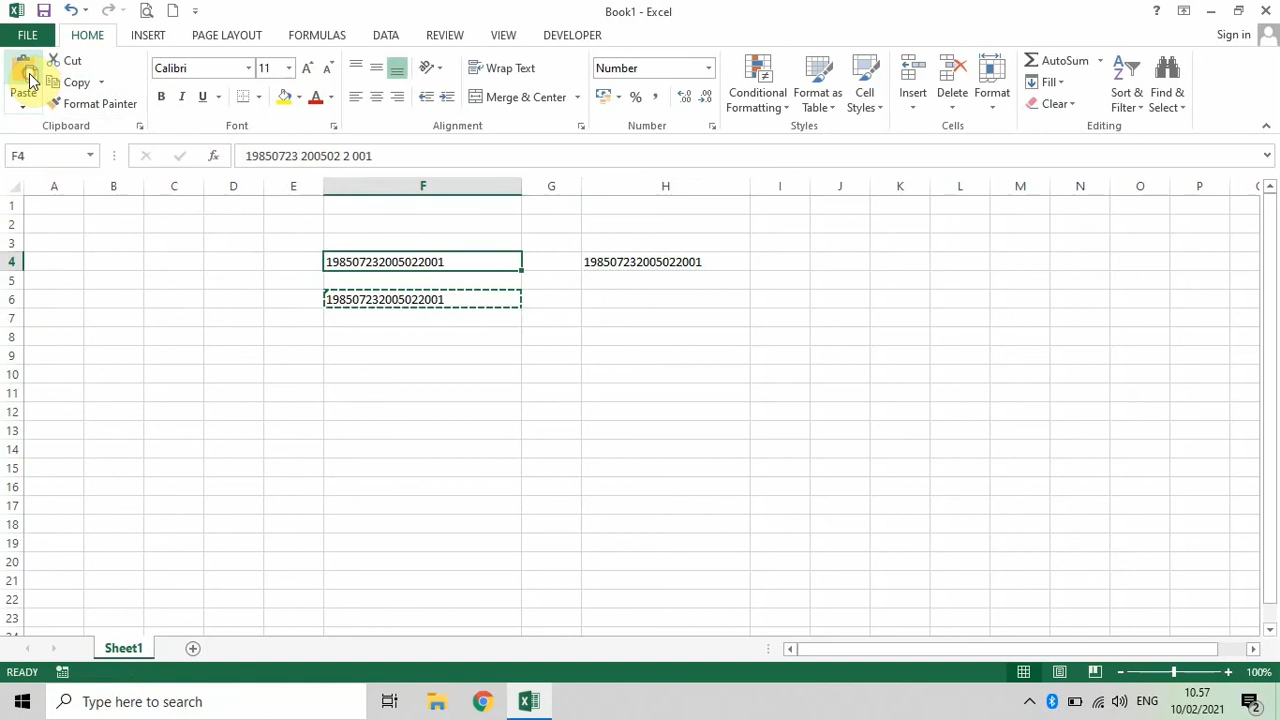 Book1 - Excel
?
FILE HOME INSERT PAGE LAYOUT FORMULAS DATA REVIEW VIEW DEVELOPER Sign in
Paste
Cut
Copy
Format Painter
Clipboard
Calibri 11
B I U
Font
Wrap Text
Merge & Center
Alignment
Number
%
Number
Conditional
Formatting
Format as
Table
Cell
Styles
Styles
Insert
Delete
Format
Cells
AutoSum
Fill
Clear
Sort &
Filter
Find &
Select
Editing
F4 fx 19850723 200502 2 001
A B C D E F G H I J K L M N O P
1
2
3
4 198507232005022001 198507232005022001
5
6 198507232005022001
7
8
9
10
11
12
13
14
15
16
17
18
19
20
21
22
23
Sheet1
READY 100%
Type here to search
ENG
10.57
10/02/2021
2